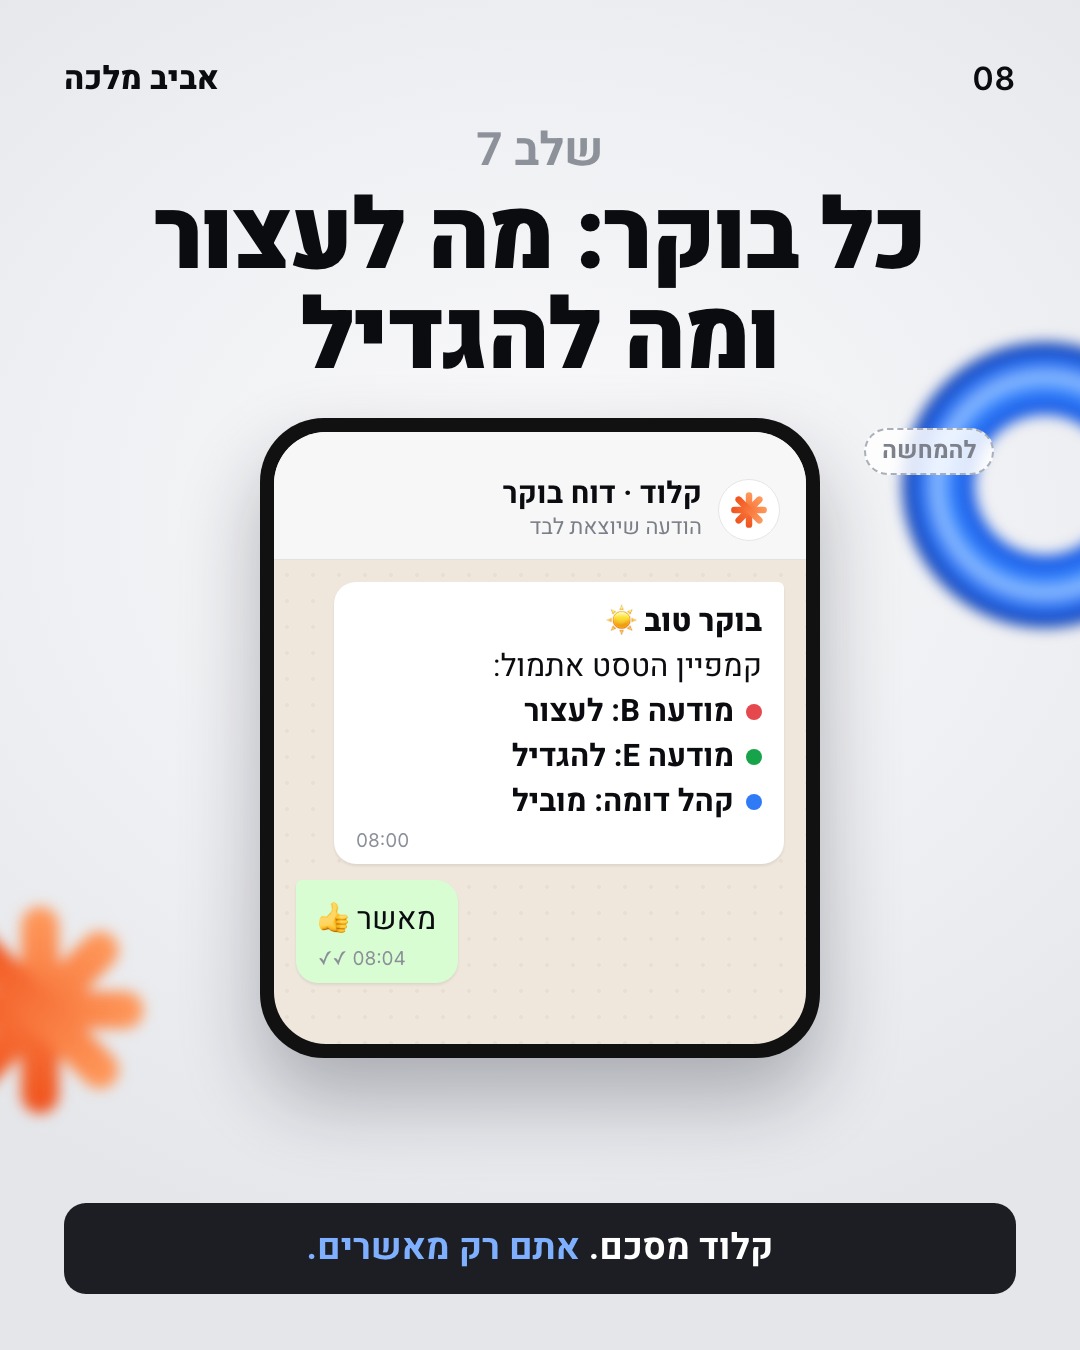 אביב מלכה
08
שלב 7
כל בוקר: מה לעצור
ומה להגדיל
להמחשה
קלוד · דוח בוקר
הודעה שיוצאת לבד
בוקר טוב ☀️
קמפיין הטסט אתמול:
מודעה B: לעצור
מודעה E: להגדיל
קהל דומה: מוביל
08:00
מאשר 👍
08:04 ✓✓
קלוד מסכם. אתם רק מאשרים.